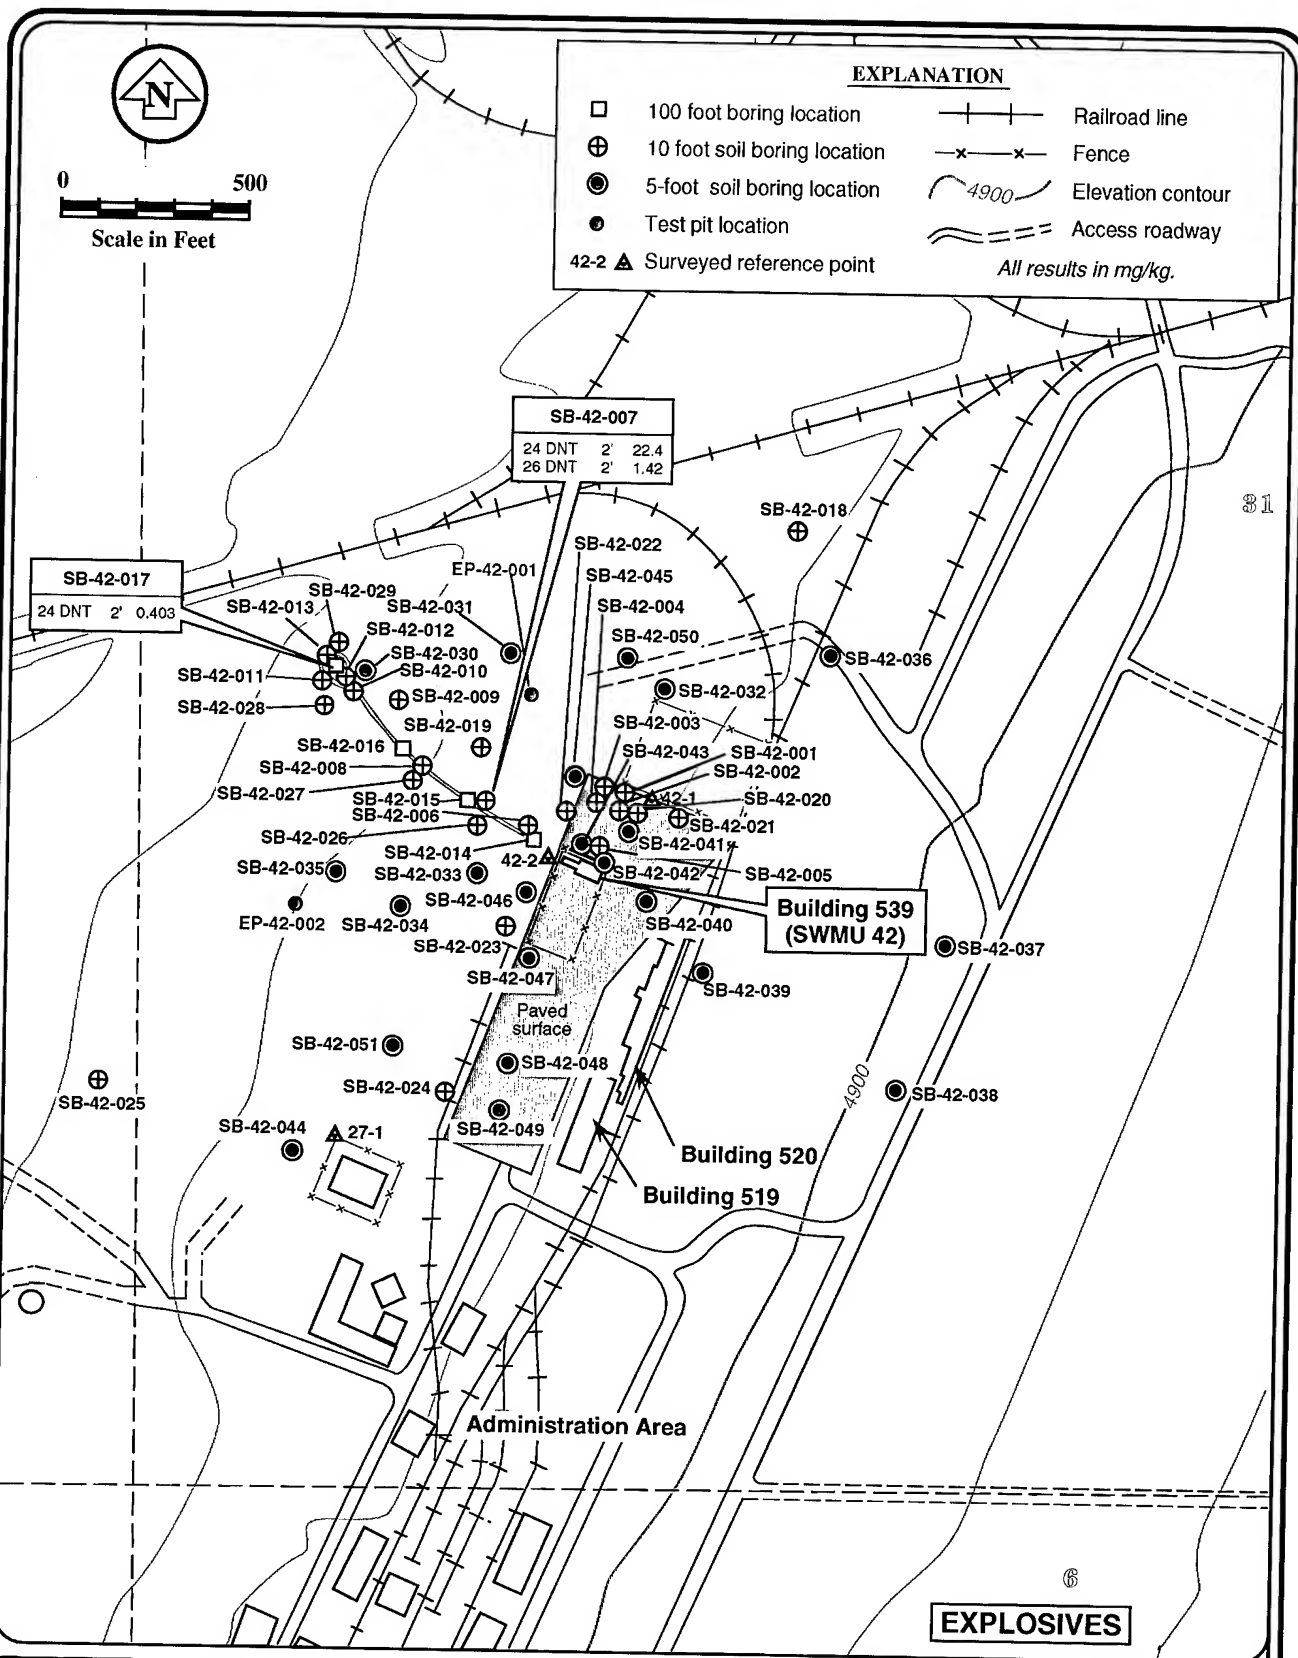 N
0 500
Scale in Feet
EXPLANATION
100 foot boring location
10 foot soil boring location
5-foot soil boring location
Test pit location
42-2 Surveyed reference point
Railroad line
Fence
4900 Elevation contour
Access roadway
All results in mg/kg.
SB-42-007
24 DNT 2' 22.4
26 DNT 2' 1.42
SB-42-018
31
SB-42-022
EP-42-001
SB-42-045
SB-42-017
24 DNT 2' 0.403
SB-42-029
SB-42-013
SB-42-031
SB-42-004
SB-42-012
SB-42-050
SB-42-030
SB-42-036
SB-42-011
SB-42-010
SB-42-032
SB-42-009
SB-42-028
SB-42-019
SB-42-003
SB-42-016
SB-42-043
SB-42-001
SB-42-008
SB-42-002
SB-42-027
SB-42-015
42-1
SB-42-020
SB-42-006
SB-42-021
SB-42-026
SB-42-041
SB-42-014
42-2
SB-42-035
SB-42-033
SB-42-042
SB-42-005
SB-42-046
EP-42-002
SB-42-034
SB-42-040
Building 539
(SWMU 42)
SB-42-023
SB-42-037
SB-42-047
SB-42-039
Paved
surface
SB-42-051
SB-42-048
SB-42-024
4900
SB-42-038
SB-42-025
SB-42-044
27-1
SB-42-049
Building 520
Building 519
Administration Area
6
EXPLOSIVES